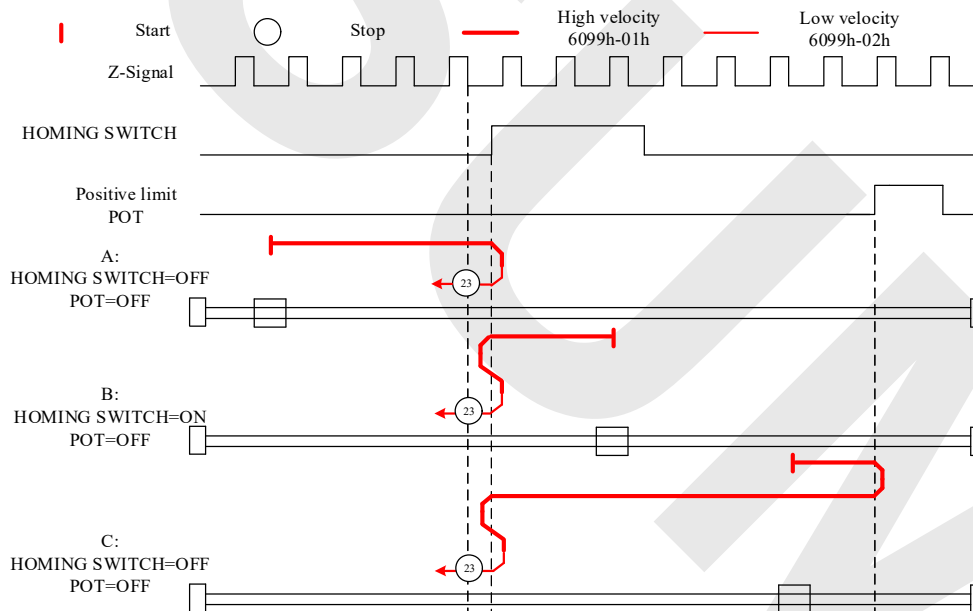 Start
Stop
High velocity
6099h-01h
Low velocity
6099h-02h
Z-Signal
HOMING SWITCH
Positive limit
POT
A:
HOMING SWITCH=OFF
POT=OFF
23
B:
HOMING SWITCH=ON
POT=OFF
23
C:
HOMING SWITCH=OFF
POT=OFF
23